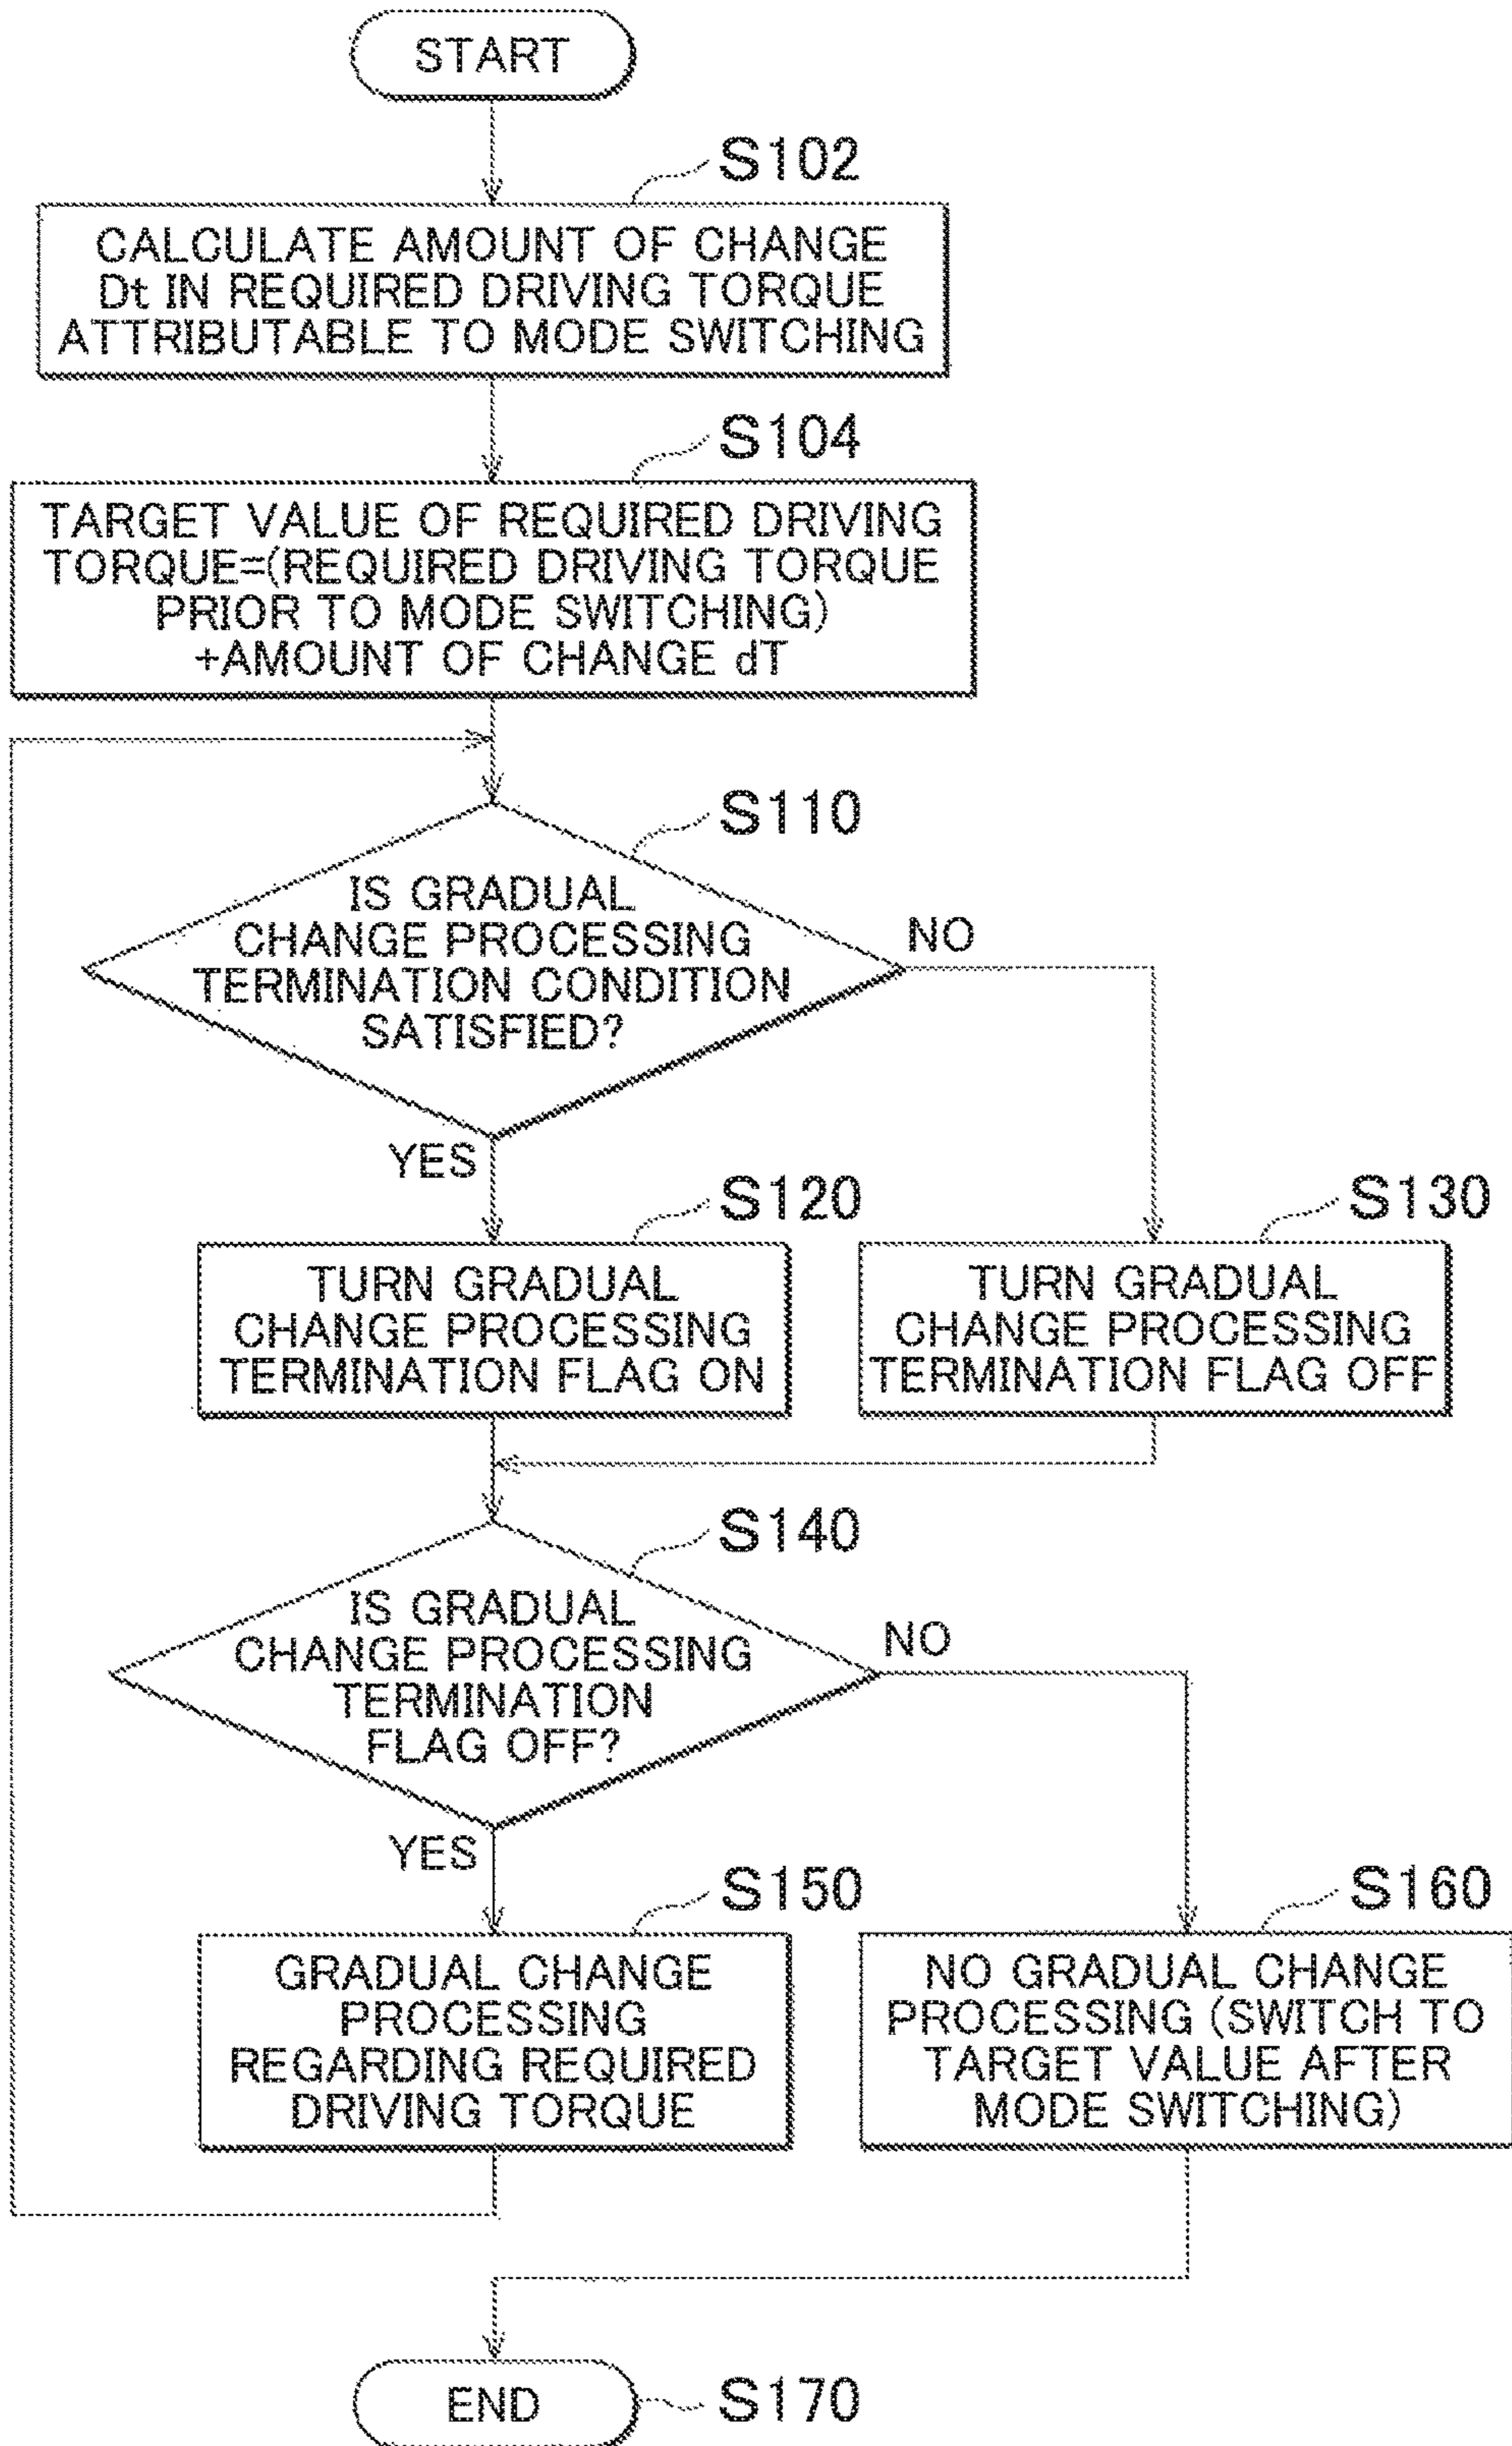 START
S102
CALCULATE AMOUNT OF CHANGE
Dt IN REQUIRED DRIVING TORQUE
ATTRIBUTABLE TO MODE SWITCHING
S104
TARGET VALUE OF REQUIRED DRIVING
TORQUE=(REQUIRED DRIVING TORQUE
PRIOR TO MODE SWITCHING)
+AMOUNT OF CHANGE dT
S110
IS GRADUAL
CHANGE PROCESSING
TERMINATION CONDITION
SATISFIED?
NO
YES
S120
TURN GRADUAL
CHANGE PROCESSING
TERMINATION FLAG ON
S130
TURN GRADUAL
CHANGE PROCESSING
TERMINATION FLAG OFF
S140
IS GRADUAL
CHANGE PROCESSING
TERMINATION
FLAG OFF?
NO
YES
S150
GRADUAL CHANGE
PROCESSING
REGARDING REQUIRED
DRIVING TORQUE
S160
NO GRADUAL CHANGE
PROCESSING (SWITCH TO
TARGET VALUE AFTER
MODE SWITCHING)
END
S170